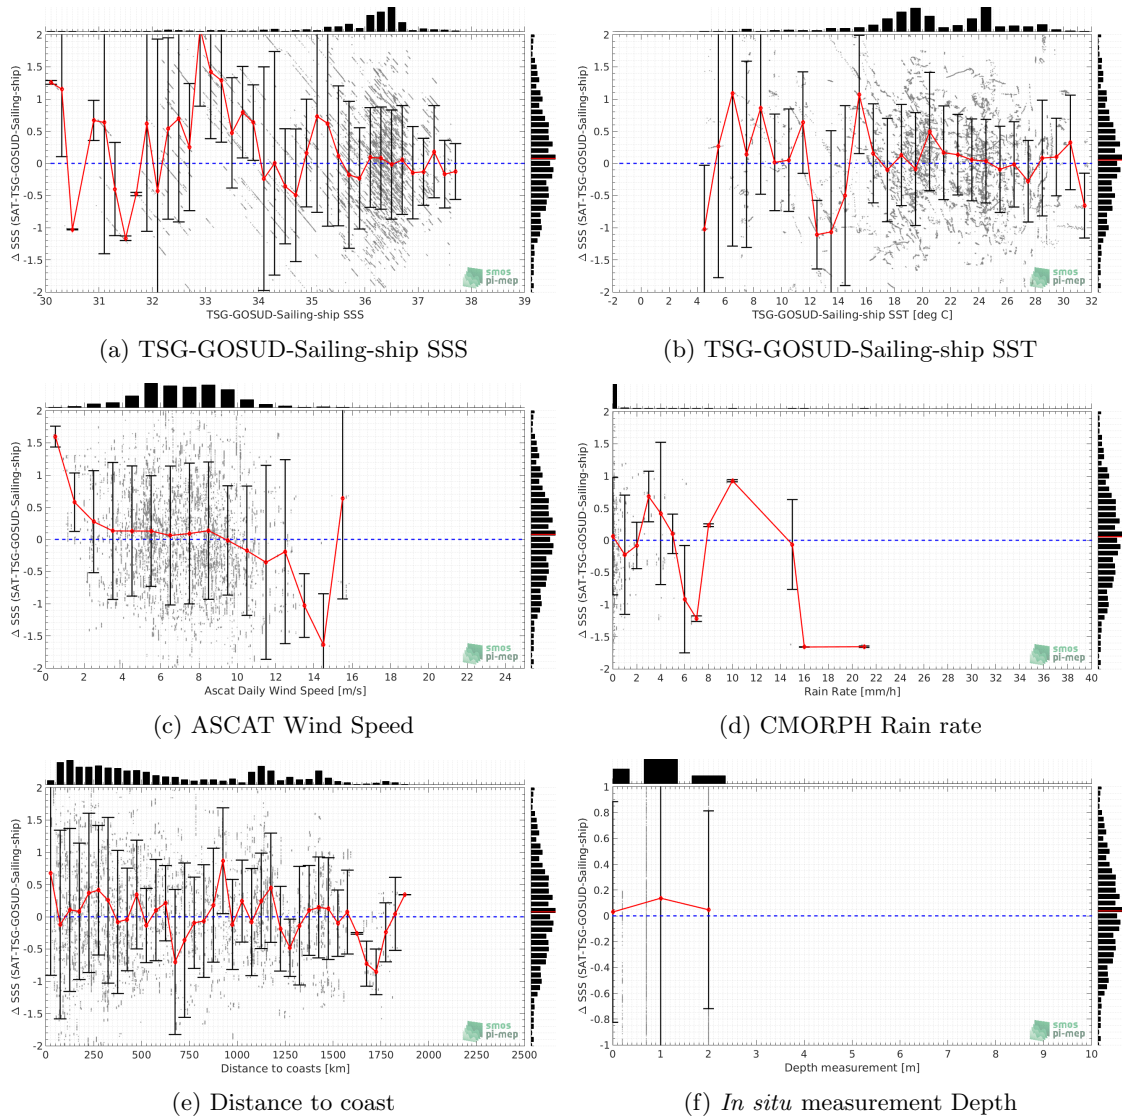 2
1.5
1
0.5
0
-0.5
-1
-1.5
-2
Δ SSS (SAT-TSG-GOSUD-Sailing-ship)
30 31 32 33 34 35 36 37 38 39
TSG-GOSUD-Sailing-ship SSS
smos
pi-mep
(a) TSG-GOSUD-Sailing-ship SSS
2
1.5
1
0.5
0
-0.5
-1
-1.5
-2
Δ SSS (SAT-TSG-GOSUD-Sailing-ship)
-2 0 2 4 6 8 10 12 14 16 18 20 22 24 26 28 30 32
TSG-GOSUD-Sailing-ship SST [deg C]
smos
pi-mep
(b) TSG-GOSUD-Sailing-ship SST
2
1.5
1
0.5
0
-0.5
-1
-1.5
-2
Δ SSS (SAT-TSG-GOSUD-Sailing-ship)
0 2 4 6 8 10 12 14 16 18 20 22 24
Ascat Daily Wind Speed [m/s]
smos
pi-mep
(c) ASCAT Wind Speed
2
1.5
1
0.5
0
-0.5
-1
-1.5
-2
Δ SSS (SAT-TSG-GOSUD-Sailing-ship)
0 2 4 6 8 10 12 14 16 18 20 22 24 26 28 30 32 34 36 38 40
Rain Rate [mm/h]
smos
pi-mep
(d) CMORPH Rain rate
2
1.5
1
0.5
0
-0.5
-1
-1.5
-2
Δ SSS (SAT-TSG-GOSUD-Sailing-ship)
0 250 500 750 1000 1250 1500 1750 2000 2250 2500
Distance to coasts [km]
smos
pi-mep
(e) Distance to coast
1
0.8
0.6
0.4
0.2
0
-0.2
-0.4
-0.6
-0.8
-1
Δ SSS (SAT-TSG-GOSUD-Sailing-ship)
0 1 2 3 4 5 6 7 8 9 10
Depth measurement [m]
smos
pi-mep
(f) In situ measurement Depth